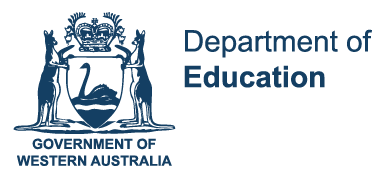 Department of
Education
GOVERNMENT OF
WESTERN AUSTRALIA